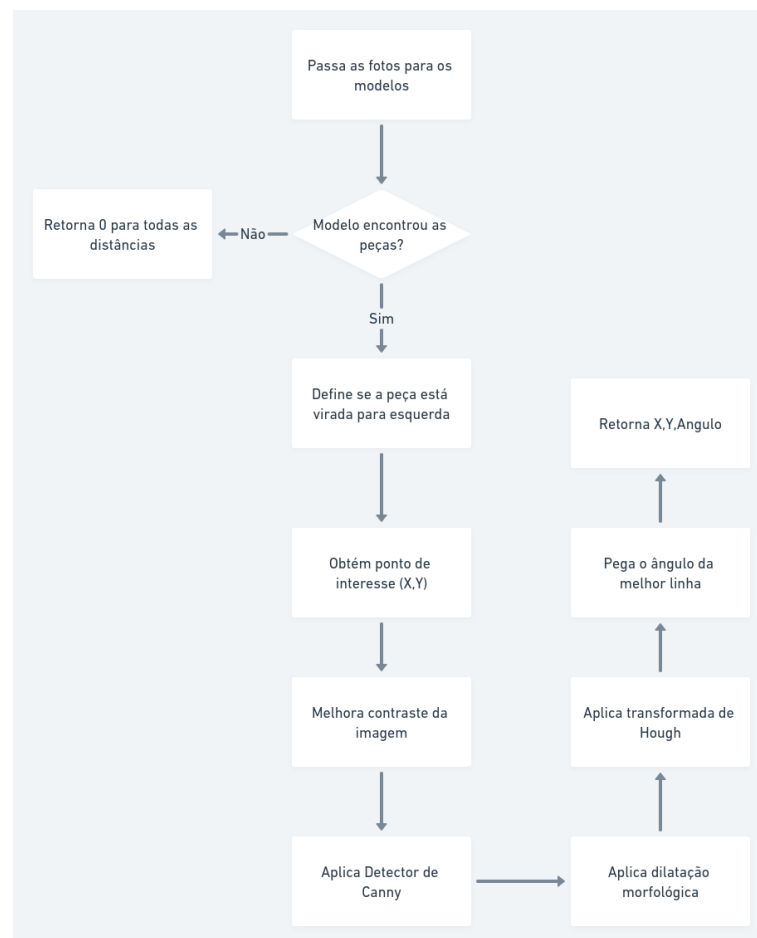 Passa as fotos para os
modelos
Modelo encontrou as
peças?
Não
Retorna 0 para todas as
distâncias
Sim
Define se a peça está
virada para esquerda
Obtém ponto de
interesse (X,Y)
Melhora contraste da
imagem
Aplica Detector de
Canny
Aplica dilatação
morfológica
Aplica transformada de
Hough
Pega o ângulo da
melhor linha
Retorna X,Y,Angulo